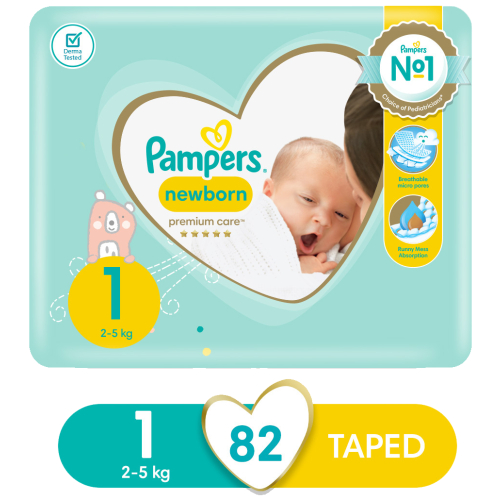 Derma
Tested
Pampers
No1
Choice of Pediatricians*
Pampers®
newborn
premium care™
Breathable
micro pores
Runny Mess
Absorption
1
2-5 kg
1
2-5 kg
82
TAPED